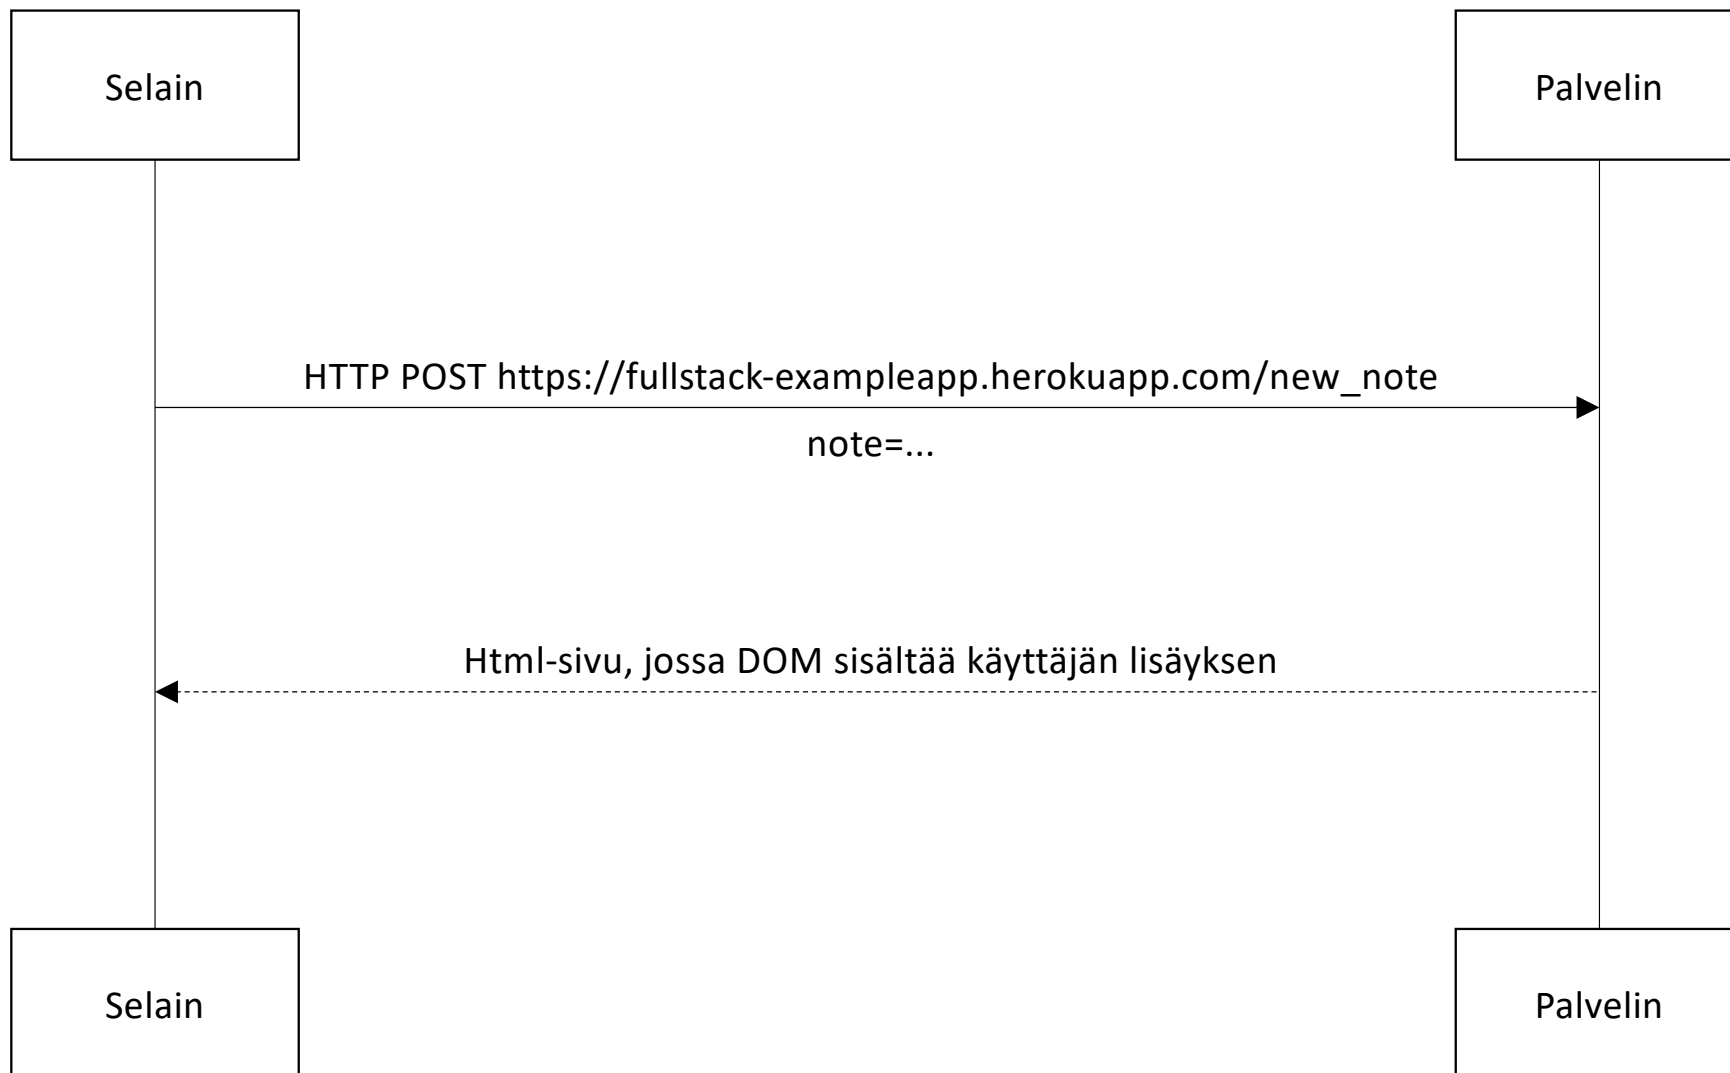 Selain
Palvelin
HTTP POST https://fullstack-exampleapp.herokuapp.com/new_note
note=...
Html-sivu, jossa DOM sisältää käyttäjän lisäyksen
Selain
Palvelin